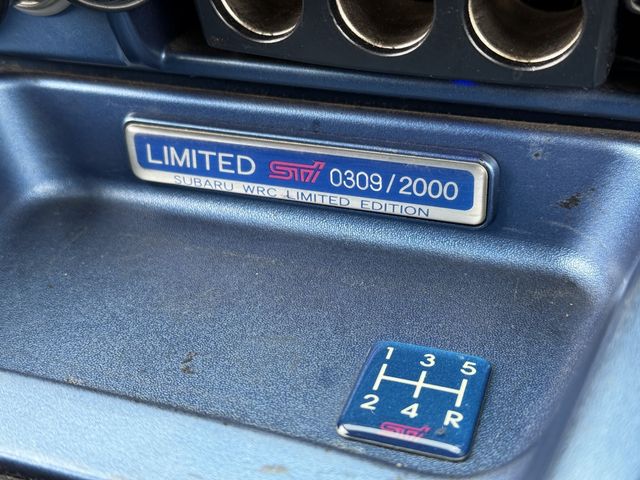 LIMITED STI 0309/2000
SUBARU WRC LIMITED EDITION
1 3 5
2 4 R
STI